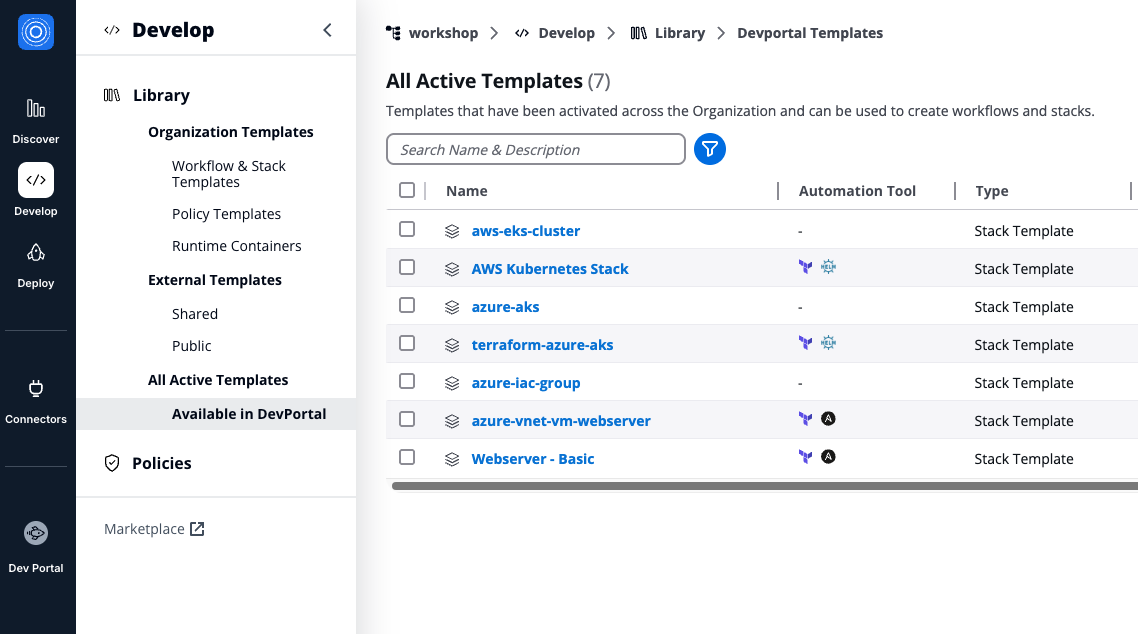 Discover
Develop
Deploy
Connectors
Dev Portal
Develop
Library
Organization Templates
Workflow & Stack
Templates
Policy Templates
Runtime Containers
External Templates
Shared
Public
All Active Templates
Available in DevPortal
Policies
Marketplace
workshop > Develop > Library > Devportal Templates
All Active Templates (7)
Templates that have been activated across the Organization and can be used to create workflows and stacks.
Search Name & Description
Name Automation Tool Type
aws-eks-cluster - Stack Template
AWS Kubernetes Stack HELM Stack Template
azure-aks - Stack Template
terraform-azure-aks HELM Stack Template
azure-iac-group - Stack Template
azure-vnet-vm-webserver A Stack Template
Webserver - Basic A Stack Template